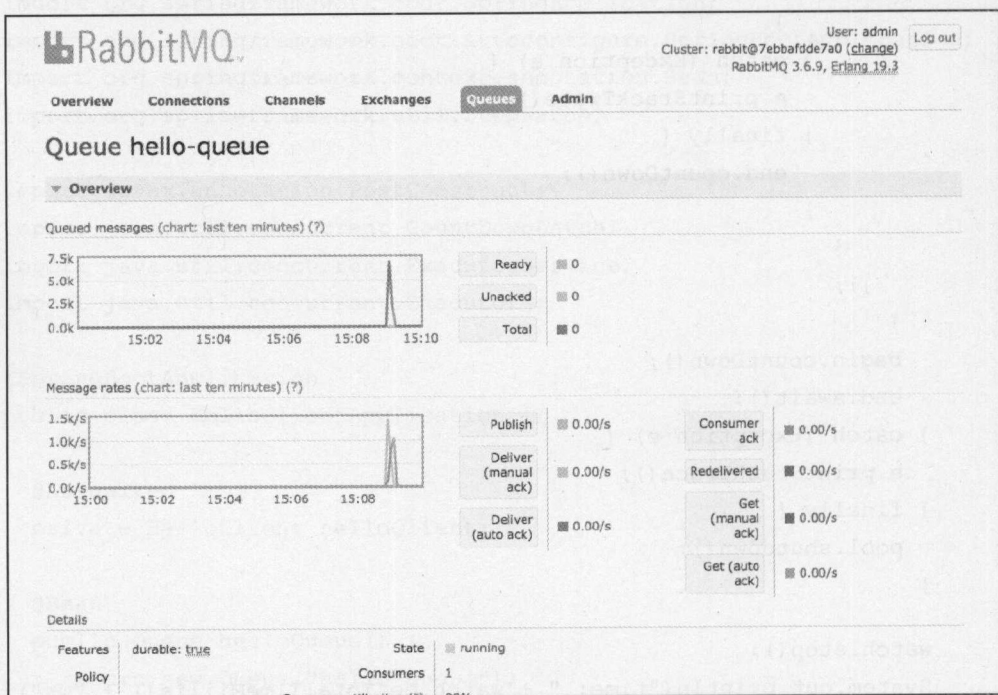 RabbitMQ
User: admin
Cluster: rabbit@7ebbafdde7a0 (change)
RabbitMQ 3.6.9, Erlang 19.3
Log out
Overview Connections Channels Exchanges Queues Admin
Queue hello-queue
Overview
Queued messages (chart: last ten minutes) (?)
7.5k
5.0k
2.5k
0.0k
15:02 15:04 15:06 15:08 15:10
Ready 0
Unacked 0
Total 0
Message rates (chart: last ten minutes) (?)
1.5k/s
1.0k/s
0.5k/s
0.0k/s
15:00 15:02 15:04 15:06 15:08
Publish 0.00/s
Deliver
(manual 0.00/s
ack)
Deliver 0.00/s
(auto ack)
Consumer 0.00/s
ack
Redelivered 0.00/s
Get
(manual 0.00/s
ack)
Get (auto 0.00/s
ack)
Details
Features durable: true State running
Policy Consumers 1